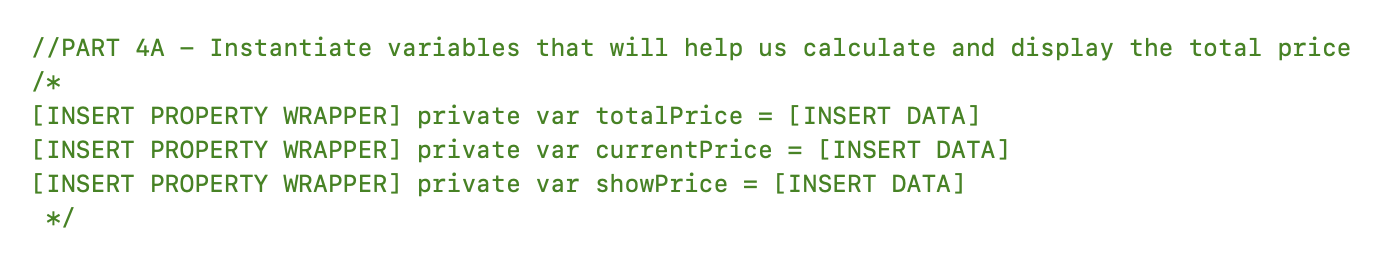 //PART 4A – Instantiate variables that will help us calculate and display the total price
/*
[INSERT PROPERTY WRAPPER] private var totalPrice = [INSERT DATA]
[INSERT PROPERTY WRAPPER] private var currentPrice = [INSERT DATA]
[INSERT PROPERTY WRAPPER] private var showPrice = [INSERT DATA]
*/